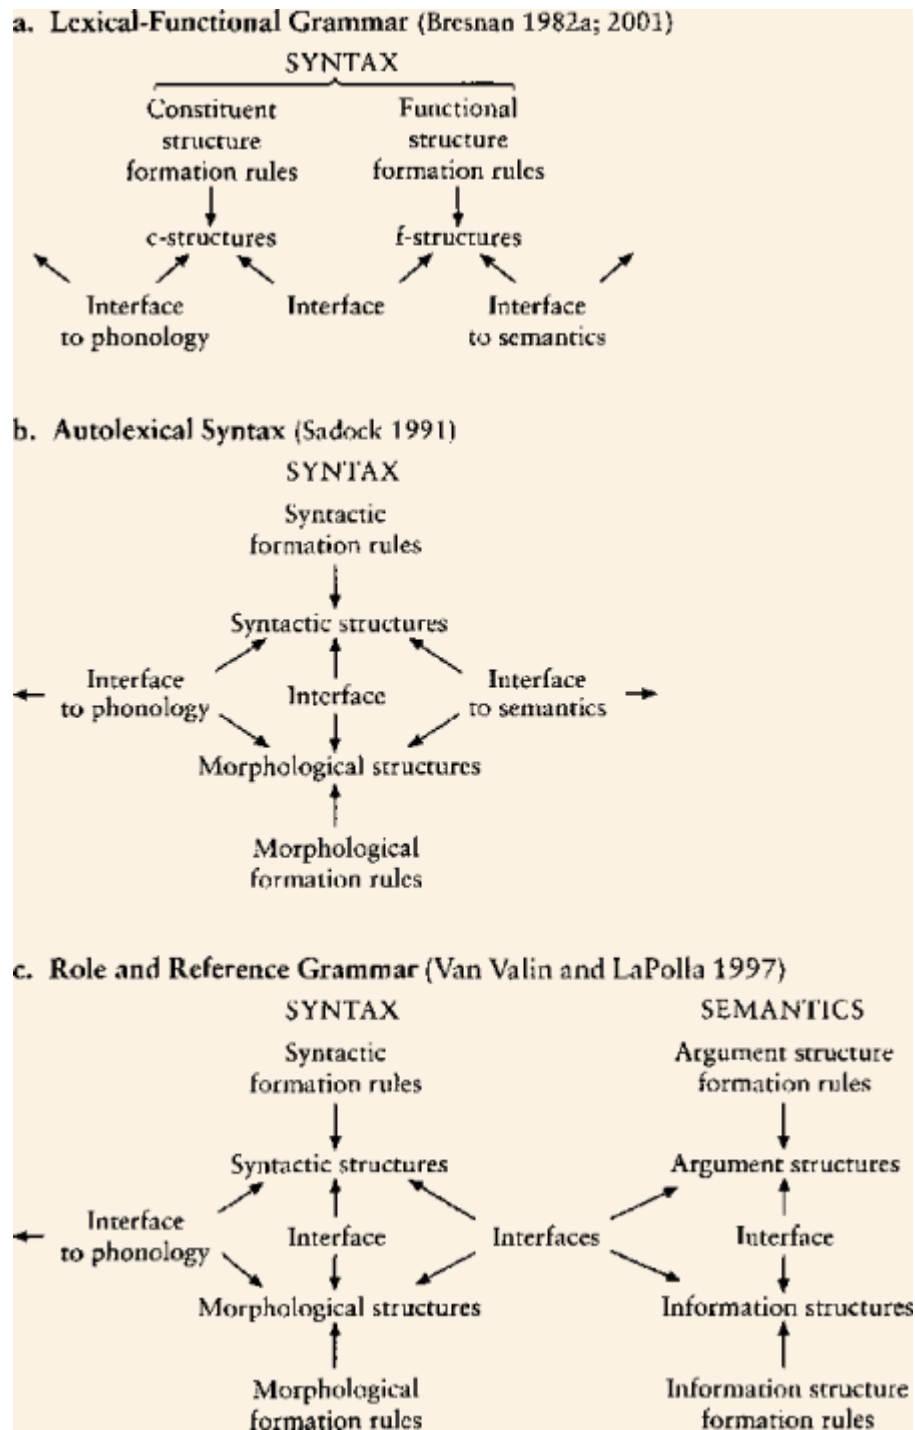 a. Lexical-Functional Grammar (Bresnan 1982a; 2001)
SYNTAX
Constituent structure formation rules
Functional structure formation rules
c-structures
f-structures
Interface to phonology
Interface
Interface to semantics
b. Autolexical Syntax (Sadock 1991)
SYNTAX
Syntactic
formation rules
Syntactic structures
Interface to phonology
Interface
Interface to semantics
Morphological structures
Morphological
formation rules
c. Role and Reference Grammar (Van Valin and LaPolla 1997)
SYNTAX
SEMANTICS
Syntactic formation rules
Argument structure formation rules
Syntactic structures
Argument structures
Interface to phonology
Interface
Interfaces
Interface
Morphological structures
Information structures
Morphological formation rules
Information structure formation rules